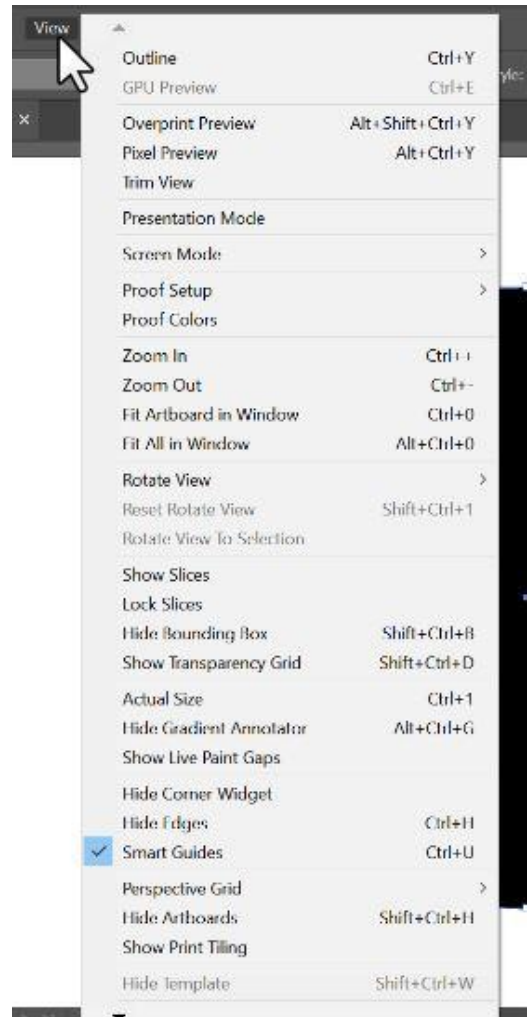 View
Outline Ctrl+Y
GPU Preview Ctrl+E
yle:
Overprint Preview Alt+Shift+Ctrl+Y
Pixel Preview Alt+Ctrl+Y
Trim View
Presentation Mode
Screen Mode
Proof Setup
Proof Colors
Zoom In Ctrl++
Zoom Out Ctrl+-
Fit Artboard in Window Ctrl+0
Fit All in Window Alt+Ctrl+0
Rotate View
Reset Rotate View Shift+Ctrl+1
Rotate View To Selection
Show Slices
Lock Slices
Hide Bounding Box Shift+Ctrl+B
Show Transparency Grid Shift+Ctrl+D
Actual Size Ctrl+1
Hide Gradient Annotator Alt+Ctrl+G
Show Live Paint Gaps
Hide Corner Widget
Hide Edges Ctrl+H
Smart Guides Ctrl+U
Perspective Grid
Hide Artboards Shift+Ctrl+H
Show Print Tiling
Hide Template Shift+Ctrl+W